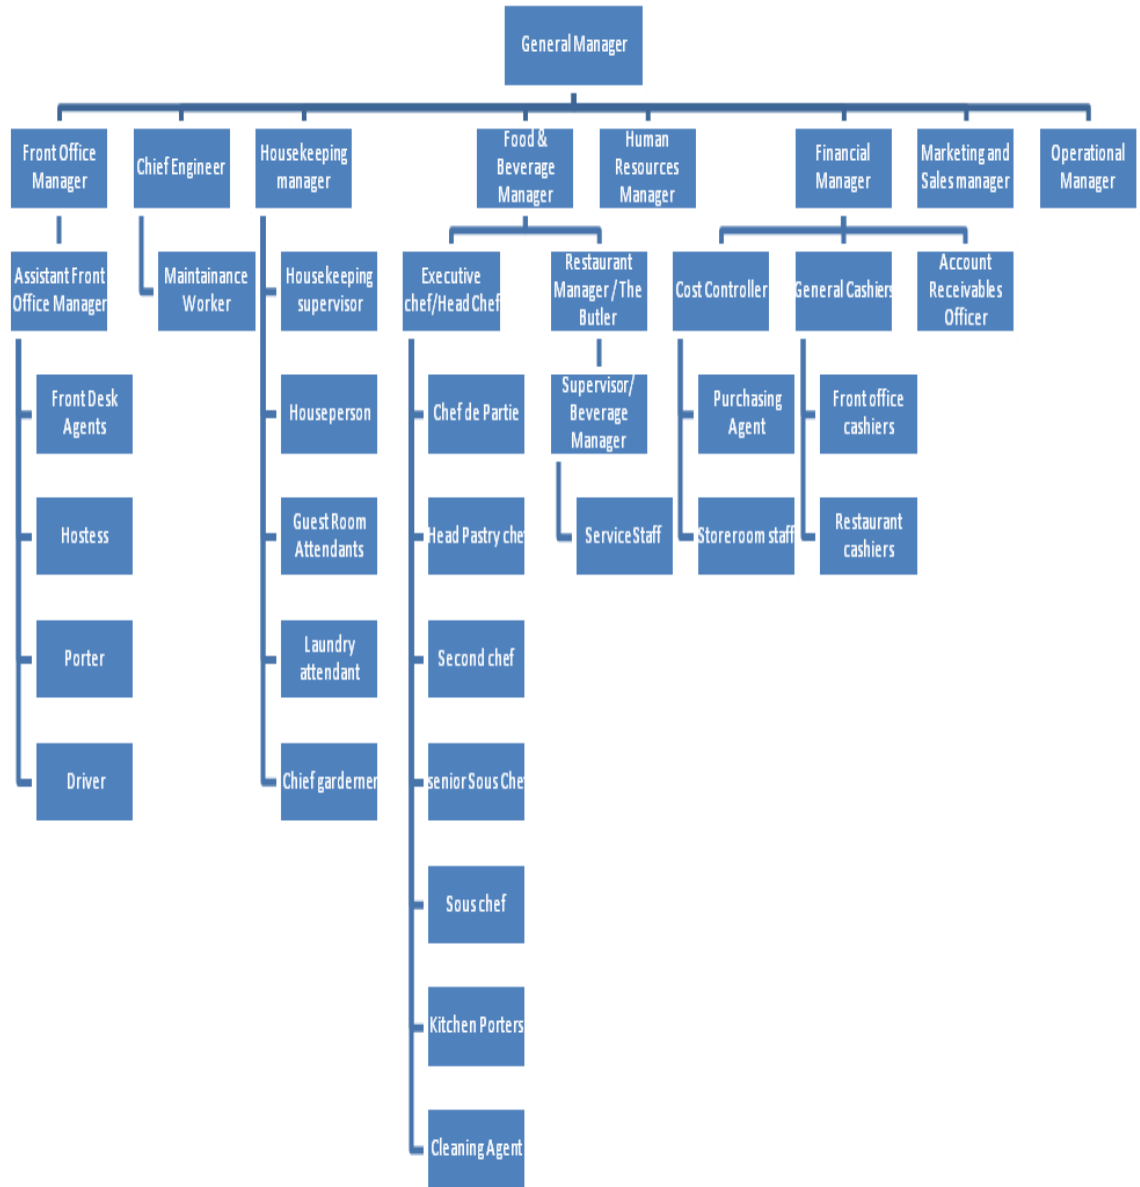 General Manager
Front Office
Manager
Chief Engineer
Housekeeping
manager
Food &
Beverage
Manager
Human
Resources
Manager
Financial
Manager
Marketing and
Sales manager
Operational
Manager
Assistant Front
Office Manager
Maintainance
Worker
Housekeeping
supervisor
Executive
chef/Head Chef
Restaurant
Manager / The
Butler
Cost Controller
General Cashiers
Account
Receivables
Officer
Front Desk
Agents
Houseperson
Chef de Partie
Supervisor/
Beverage
Manager
Purchasing
Agent
Front office
cashiers
Hostess
Guest Room
Attendants
Head Pastry chef
Service Staff
Storeroom staff
Restaurant
cashiers
Porter
Laundry
attendant
Second chef
Driver
Chief garderner
senior Sous Chef
Sous chef
Kitchen Porters
Cleaning Agent